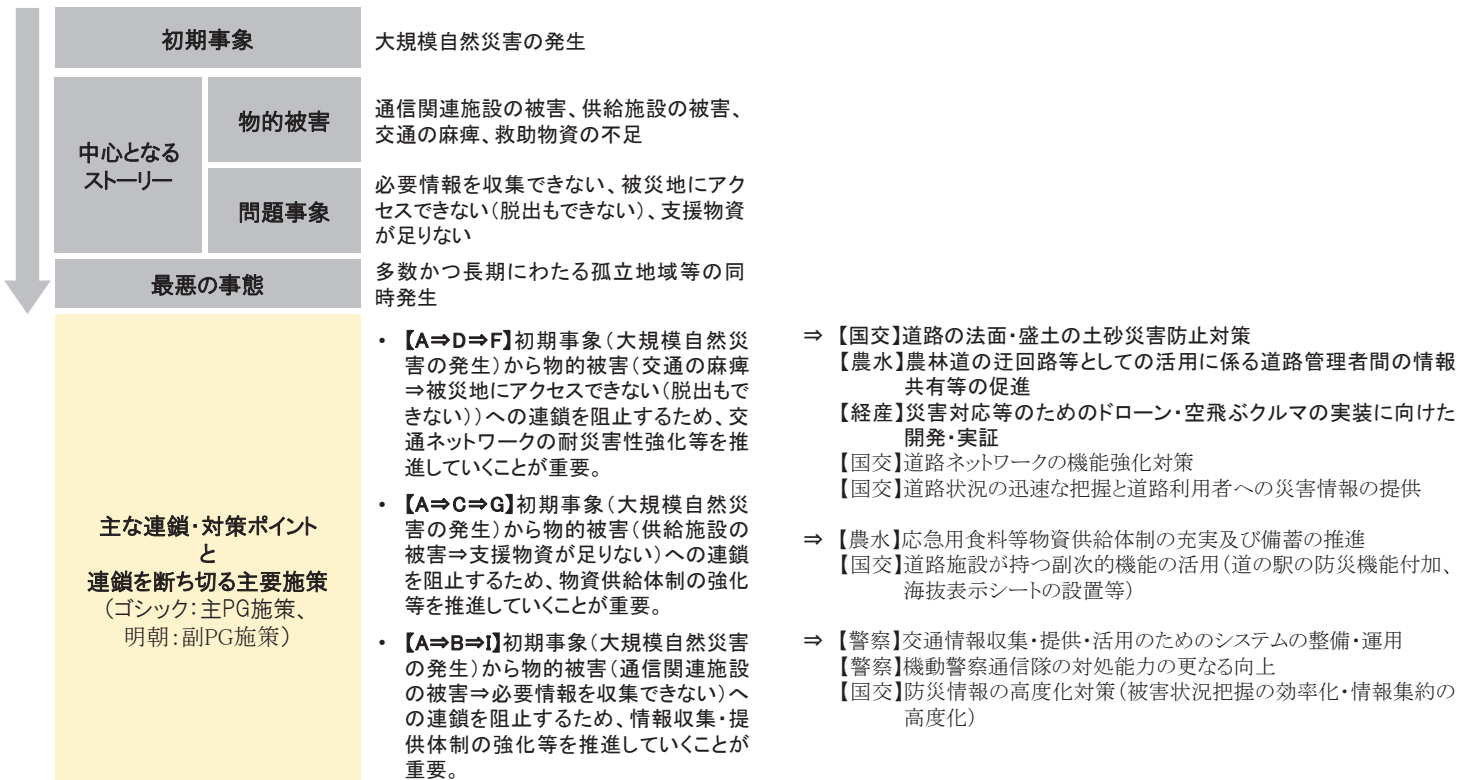 初期事象
大規模自然災害の発生
中心となる
ストーリー
物的被害
通信関連施設の被害、供給施設の被害、
交通の麻痺、救助物資の不足
問題事象
必要情報を収集できない、被災地にアク
セスできない（脱出もできない）、支援物資
が足りない
最悪の事態
多数かつ長期にわたる孤立地域等の同
時発生
主な連鎖・対策ポイント
と
連鎖を断ち切る主要施策
（ゴシック：主PG施策、
明朝：副PG施策）
・【A⇒D⇒F】初期事象（大規模自然災
害の発生）から物的被害（交通の麻痺
⇒被災地にアクセスできない（脱出もで
きない））への連鎖を阻止するため、交
通ネットワークの耐災害性強化等を推
進していくことが重要。
⇒ 【国交】道路の法面・盛土の土砂災害防止対策
【農水】農林道の迂回路等としての活用に係る道路管理者間の情報
共有等の促進
【経産】災害対応等のためのドローン・空飛ぶクルマの実装に向けた
開発・実証
【国交】道路ネットワークの機能強化対策
【国交】道路状況の迅速な把握と道路利用者への災害情報の提供
・【A⇒C⇒G】初期事象（大規模自然災
害の発生）から物的被害（供給施設の
被害⇒支援物資が足りない）への連鎖
を阻止するため、物資供給体制の強化
等を推進していくことが重要。
⇒ 【農水】応急用食料等物資供給体制の充実及び備蓄の推進
【国交】道路施設が持つ副次的機能の活用（道の駅の防災機能付加、
海抜表示シートの設置等）
・【A⇒B⇒I】初期事象（大規模自然災害
の発生）から物的被害（通信関連施設
の被害⇒必要情報を収集できない）へ
の連鎖を阻止するため、情報収集・提
供体制の強化等を推進していくことが
重要。
⇒ 【警察】交通情報収集・提供・活用のためのシステムの整備・運用
【警察】機動警察通信隊の対処能力の更なる向上
【国交】防災情報の高度化対策（被害状況把握の効率化・情報集約の
高度化）